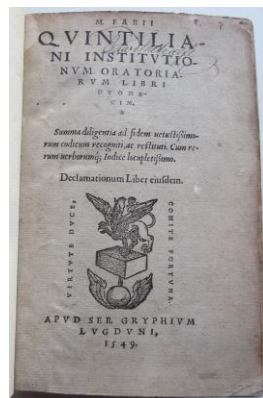 M. FABII
QVINTILIA-
NI INSTITVTIO-
NVM ORATORIA-
RVM LIBRI
DVODE-
CIM.
Summa diligentia ad fidem uetustissimo-
rum codicum recogniti, ac restituti. Cum re-
rum uerborumq; Indice locupletissimo.
Declamationum Liber eiusdem.
VIRTVTE DVCE,
COMITE FORTVNA.
APVD SEB. GRYPHIVM
LVGDVNI,
1549.